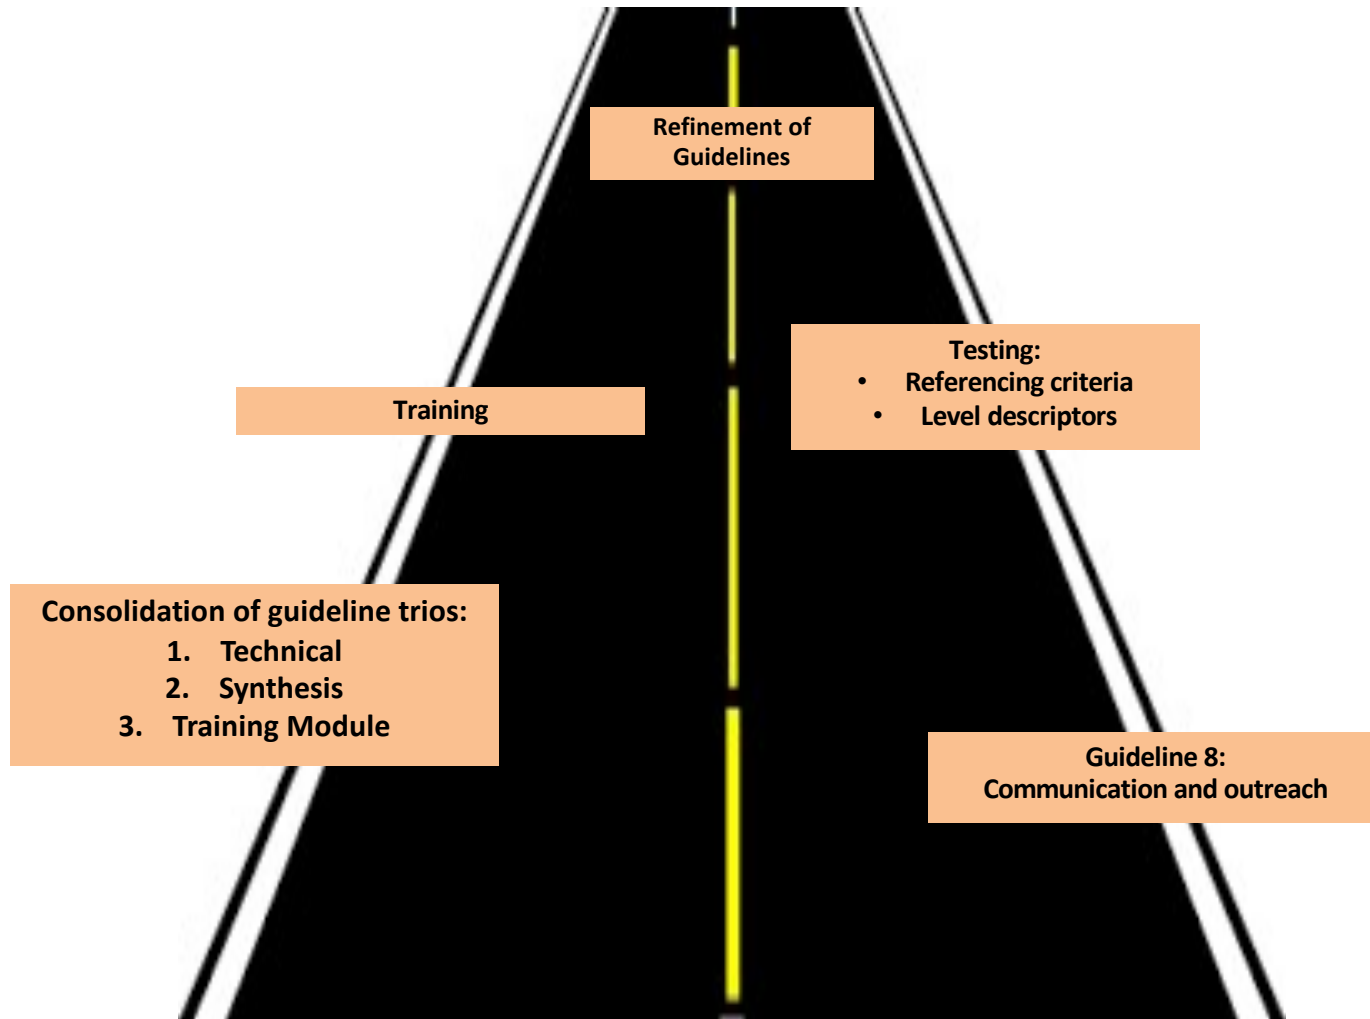 Refinement of
Guidelines
Testing:
• Referencing criteria
• Level descriptors
Training
Consolidation of guideline trios:
1. Technical
2. Synthesis
3. Training Module
Guideline 8:
Communication and outreach